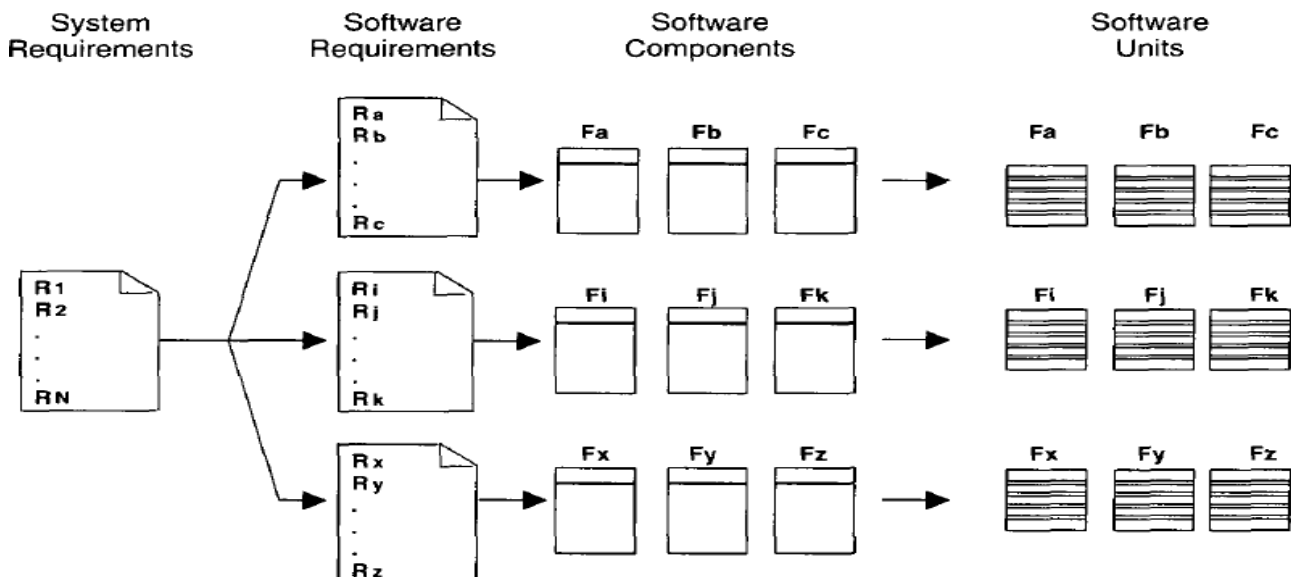 System
Requirements
Software
Requirements
Software
Components
Software
Units
R1
R2
.
.
.
RN
Ra
Rb
.
.
.
Rc
Fa Fb Fc
Fa Fb Fc
Ri
Rj
.
.
.
Rk
Fi Fj Fk
Fi Fj Fk
Rx
Ry
.
.
.
Rz
Fx Fy Fz
Fx Fy Fz